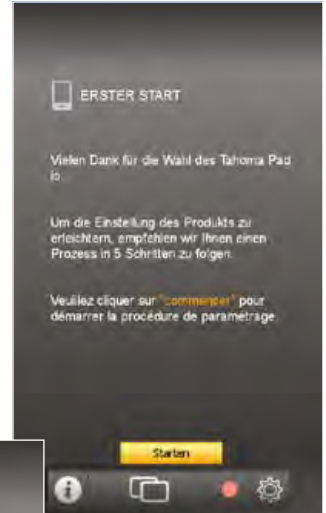 ERSTER START
Vielen Dank für die Wahl des Tahoma Pad
io.
Um die Einstellung des Produkts zu
erleichtern, empfehlen wir Ihnen einen
Prozess in 5 Schritten zu folgen.
Veuillez cliquer sur "commencer" pour
démarrer la procédure de paramétrage.
Starten